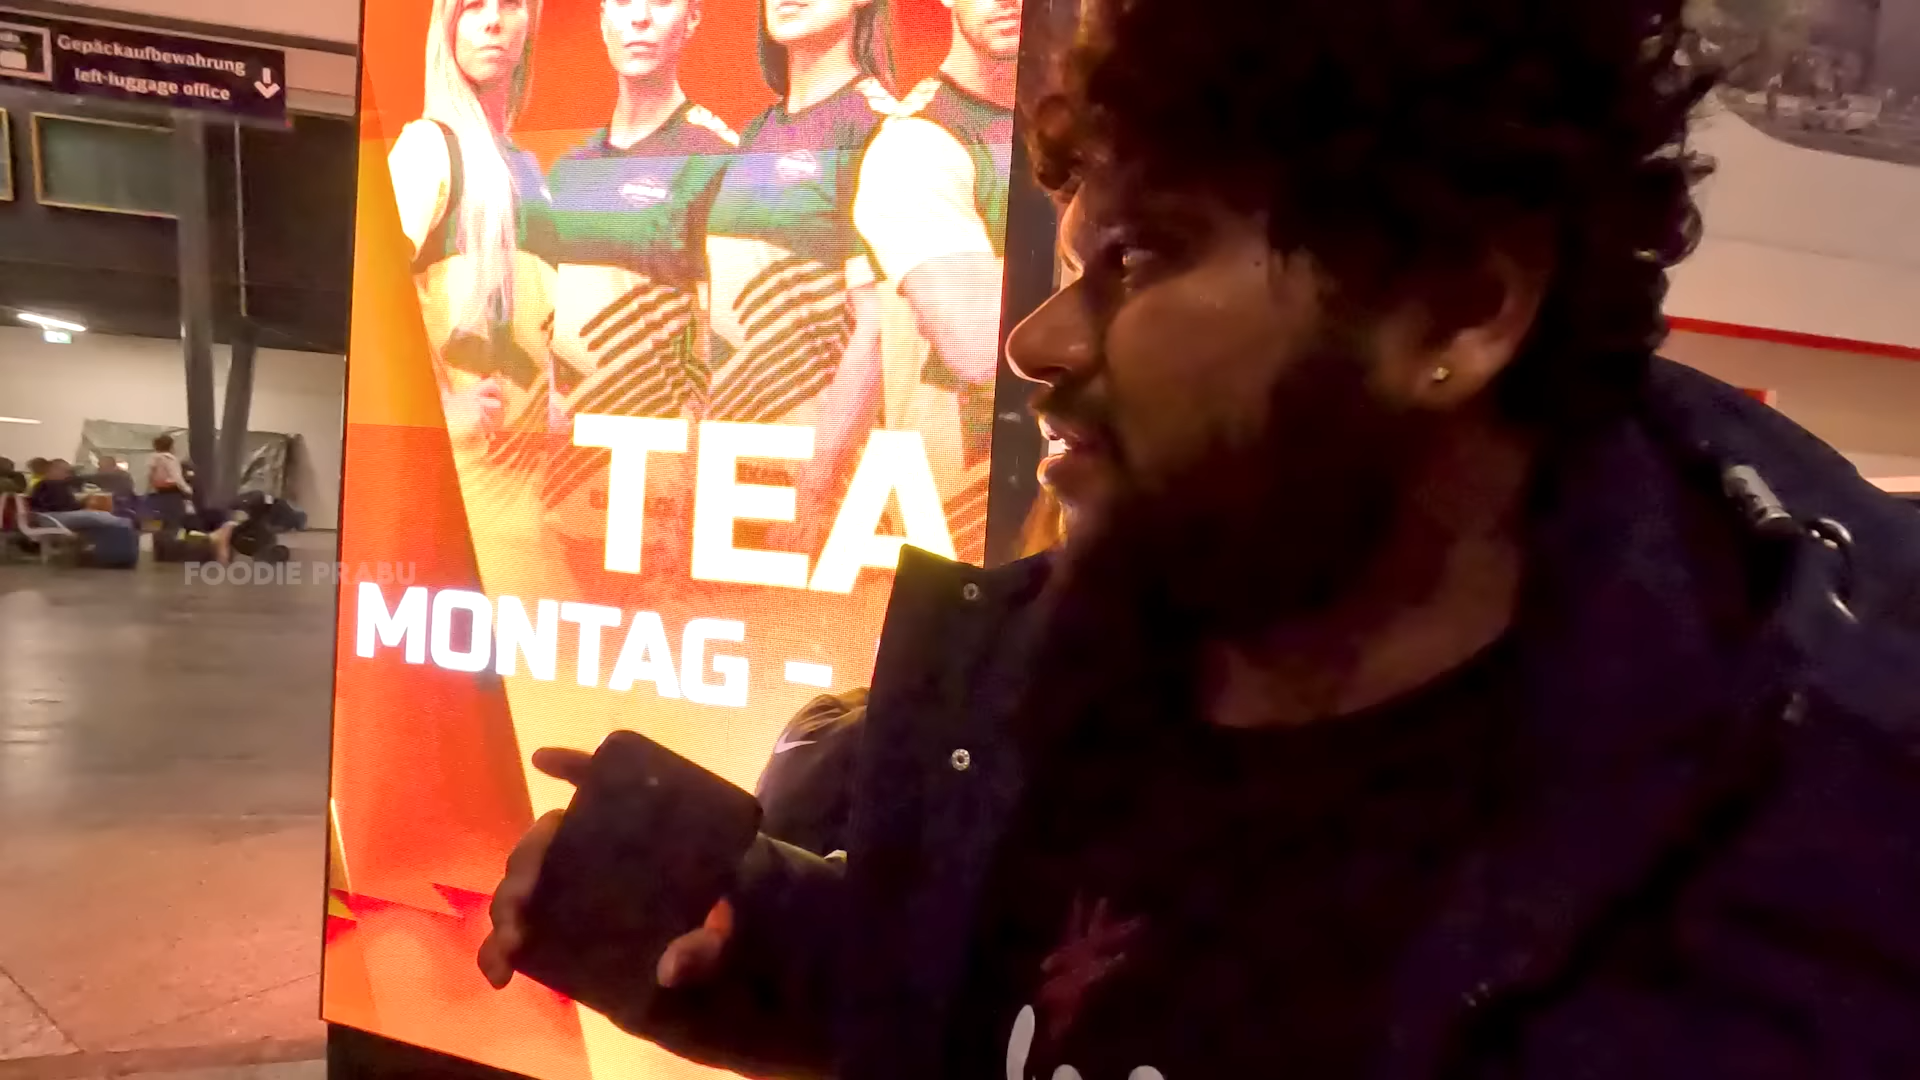 Gepäckaufbewahrung
left-luggage office
TEA
MONTAG -
FOODIE PRABU